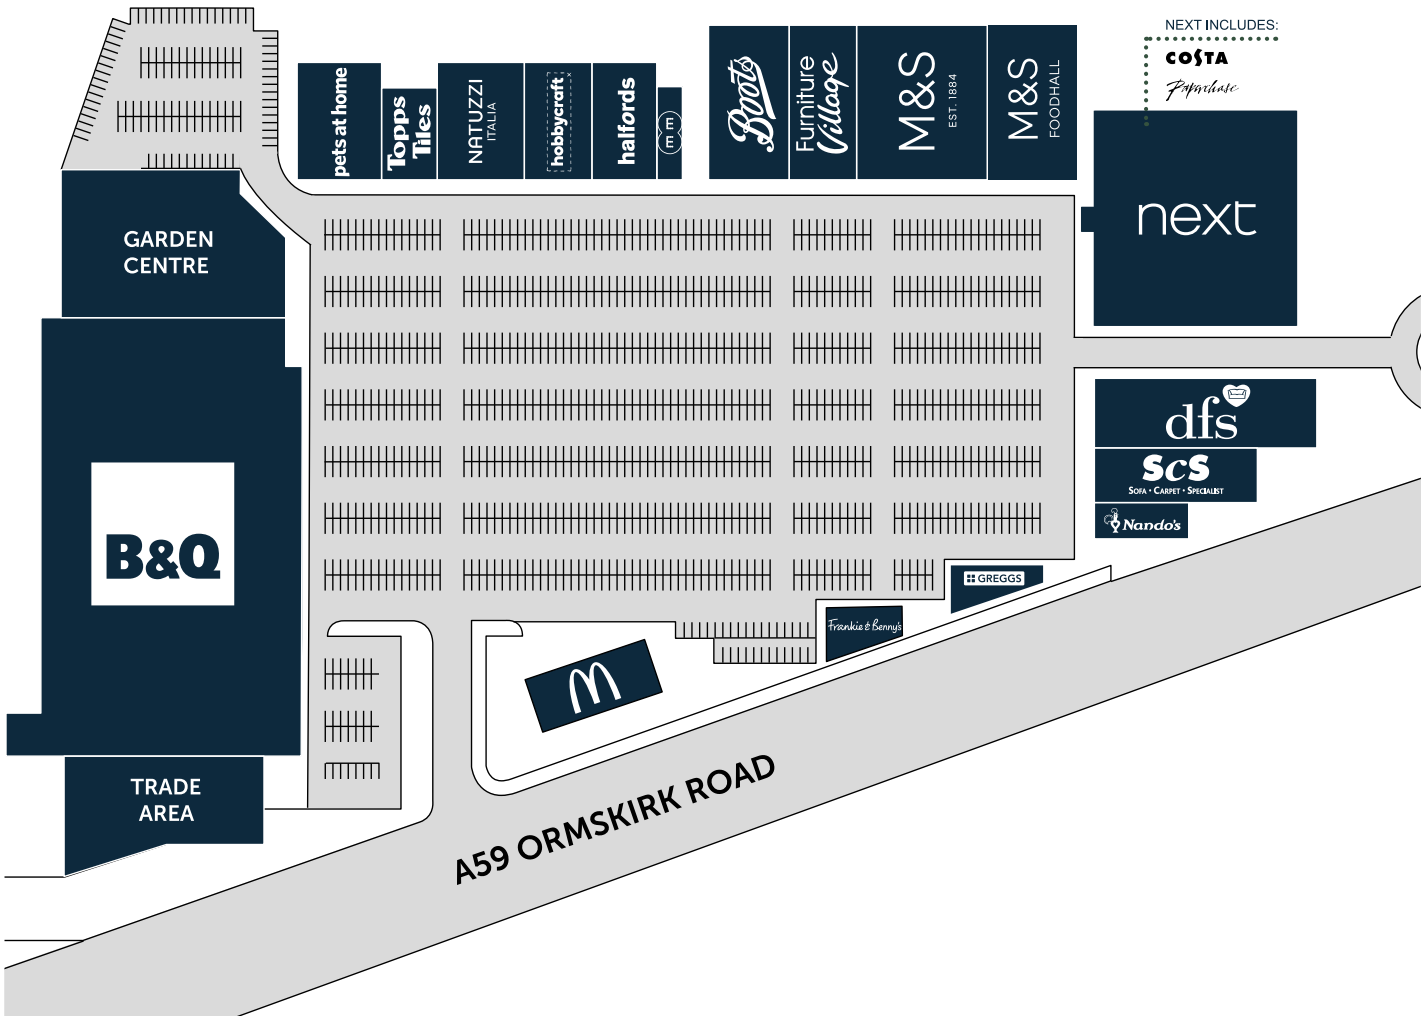 NEXT INCLUDES:
COSTA
Paperchase
pets at home
Topps
Tiles
NATUZZI
ITALIA
hobbycraft
halfords
EE
Boots
Furniture
Village
M&S
EST. 1884
M&S
FOODHALL
next
GARDEN
CENTRE
dfs
ScS
SOFA · CARPET · SPECIALIST
Nando's
B&Q
GREGGS
Frankie & Benny's
M
TRADE
AREA
A59 ORMSKIRK ROAD